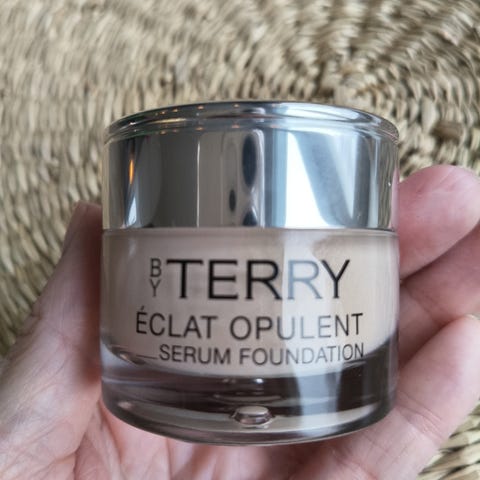 BY TERRY
ÉCLAT OPULENT
SERUM FOUNDATION